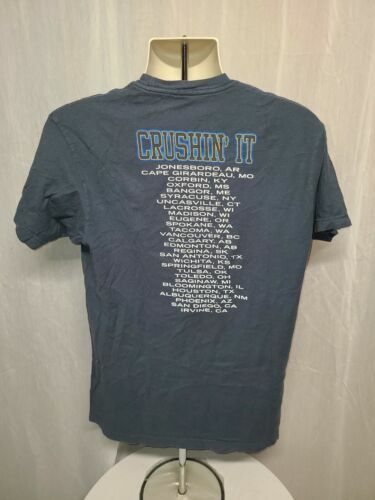 CRUSHIN' IT
JONESBORO, AR
CAPE GIRARDEAU, MO
CORBIN, KY
OXFORD, MS
BANGOR, ME
SYRACUSE, NY
UNCASVILLE, CT
LACROSSE, WI
MADISON, WI
EUGENE, OR
SPOKANE, WA
TACOMA, WA
VANCOUVER, BC
CALGARY, AB
EDMONTON, AB
REGINA, SK
SAN ANTONIO, TX
WICHITA, KS
SPRINGFIELD, MO
TULSA, OK
TOLEDO, OH
SAGINAW, MI
BLOOMINGTON, IL
HOUSTON, TX
ALBUQUERQUE, NM
PHOENIX, AZ
SAN DIEGO, CA
IRVINE, CA